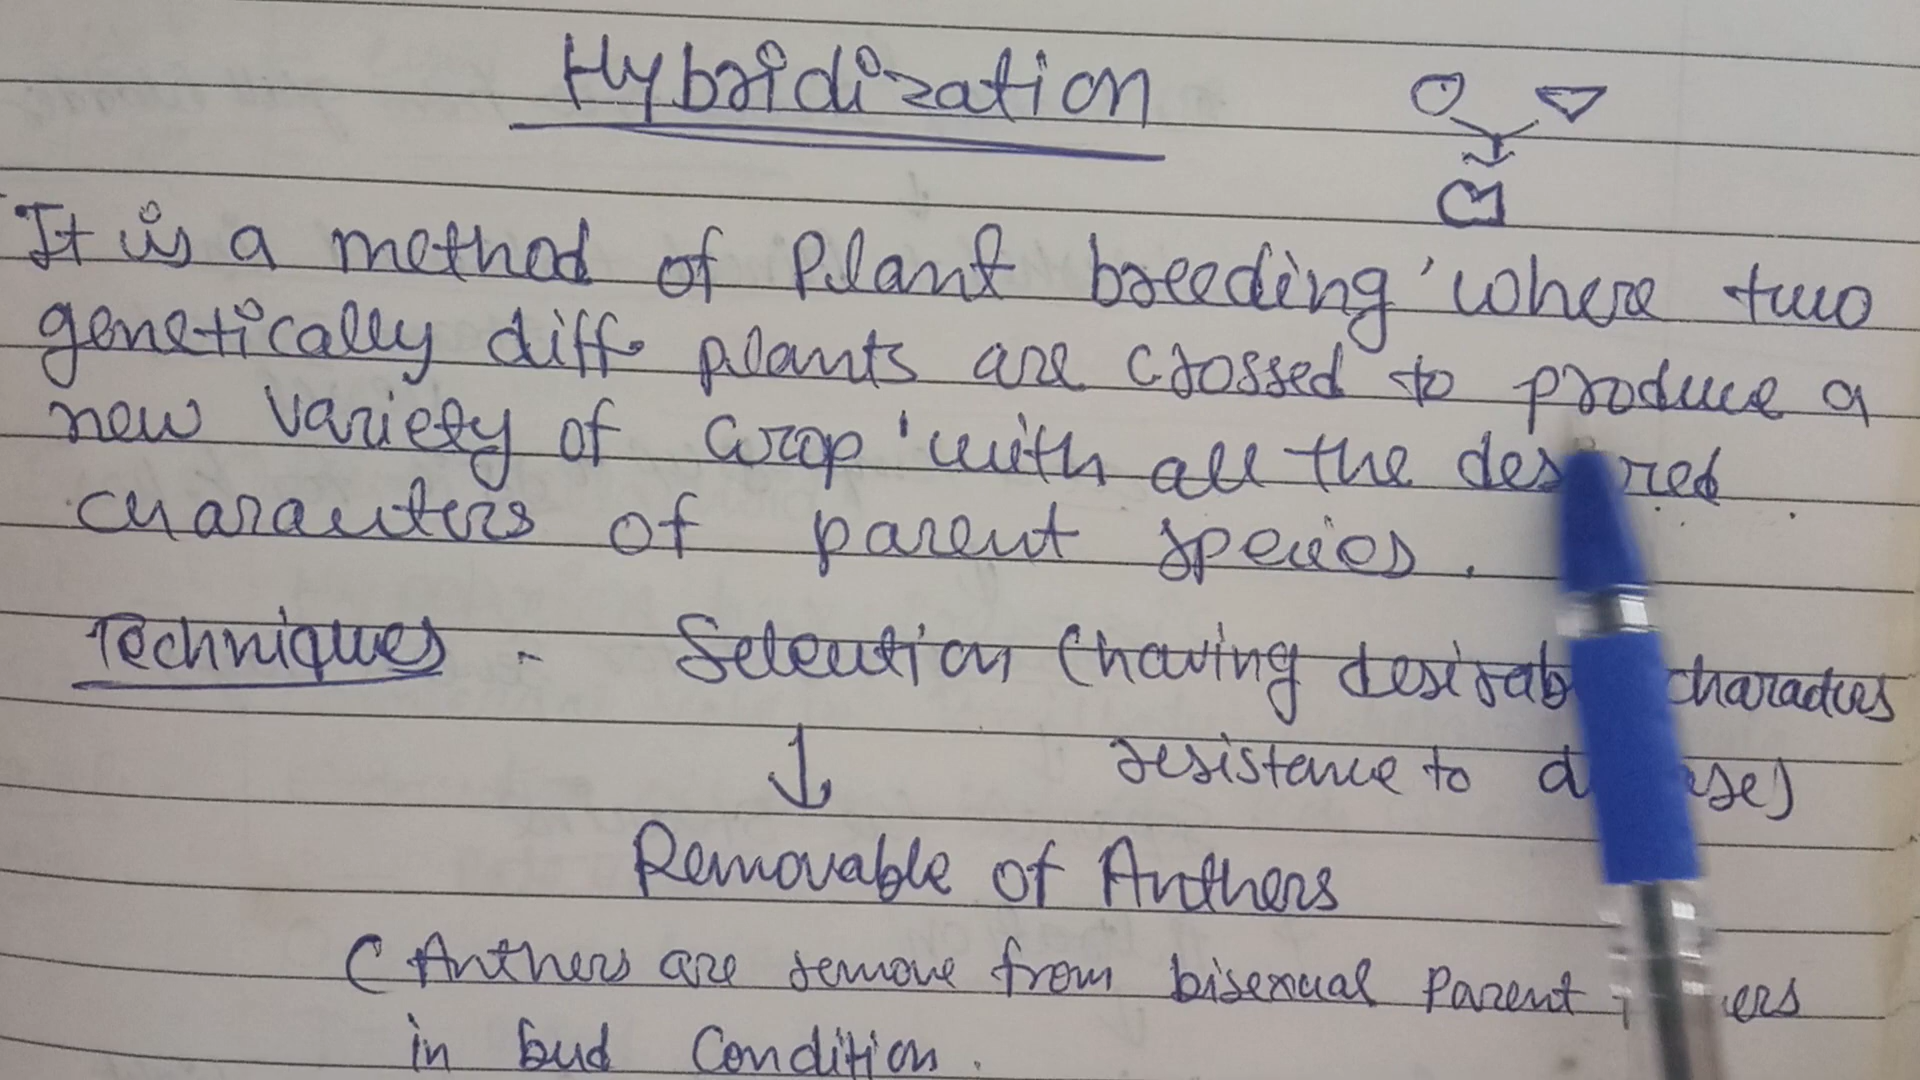 Hybridization
It is a method of Plant breeding 'where two
genetically diff. plants are crossed to produce a
new variety of crop' with all the desired
characters of parent species.
Techniques - Selection (having desirable characters
resistance to diseases)
↓
Removable of Anthers
(Anthers are remove from bisexual Parent
in bud Condition.